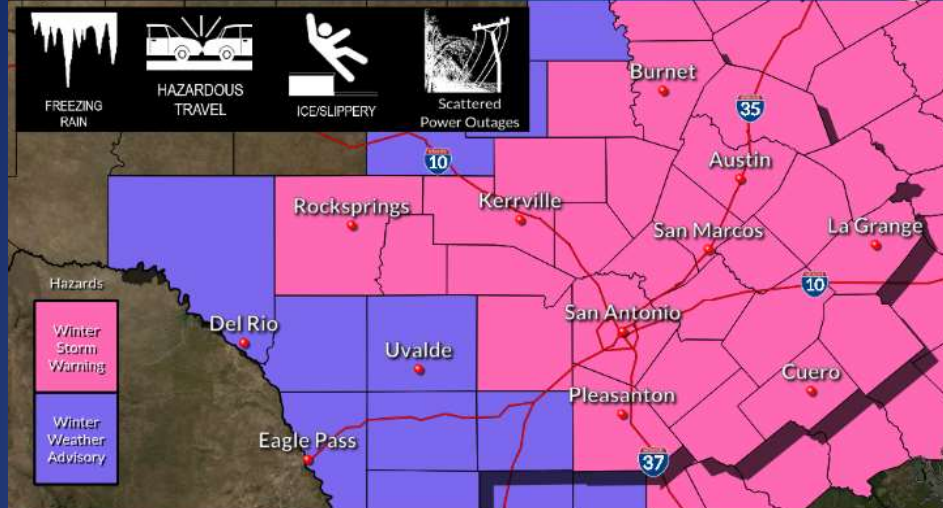 FREEZING
RAIN
HAZARDOUS
TRAVEL
ICE/SLIPPERY
Scattered
Power Outages
Burnet
35
10
Austin
Rocksprings
Kerrville
San Marcos
La Grange
Hazards
10
Winter
Storm
Warning
San Antonio
Del Rio
Uvalde
Cuero
Pleasanton
Winter
Weather
Advisory
Eagle Pass
37